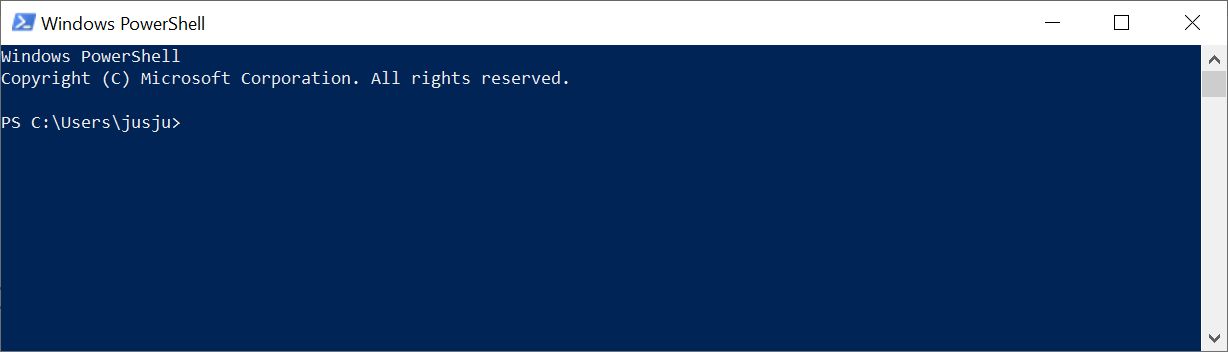 Windows PowerShell
Windows PowerShell
Copyright (C) Microsoft Corporation. All rights reserved.
PS C:\Users\jusju>